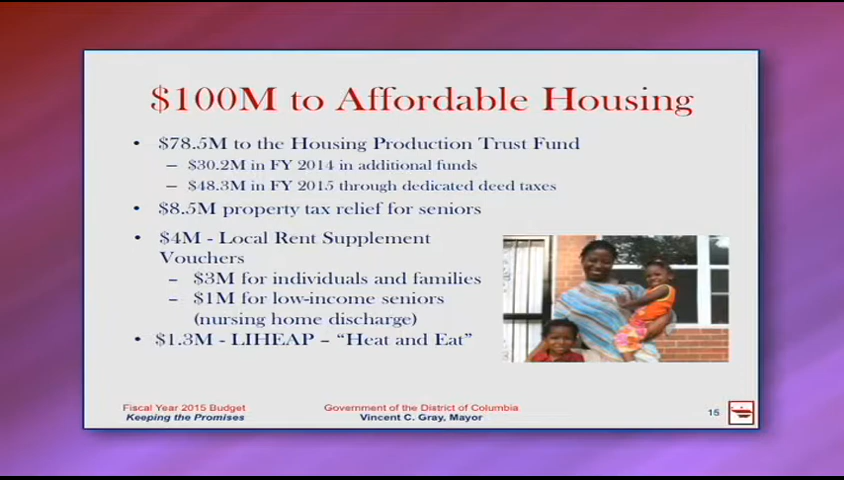 $100M to Affordable Housing
• $78.5M to the Housing Production Trust Fund
– $30.2M in FY 2014 in additional funds
– $48.3M in FY 2015 through dedicated deed taxes
• $8.5M property tax relief for seniors
• $4M - Local Rent Supplement
Vouchers
– $3M for individuals and families
– $1M for low-income seniors
(nursing home discharge)
• $1.3M - LIHEAP – “Heat and Eat”
Fiscal Year 2015 Budget
Keeping the Promises
Government of the District of Columbia
Vincent C. Gray, Mayor
15